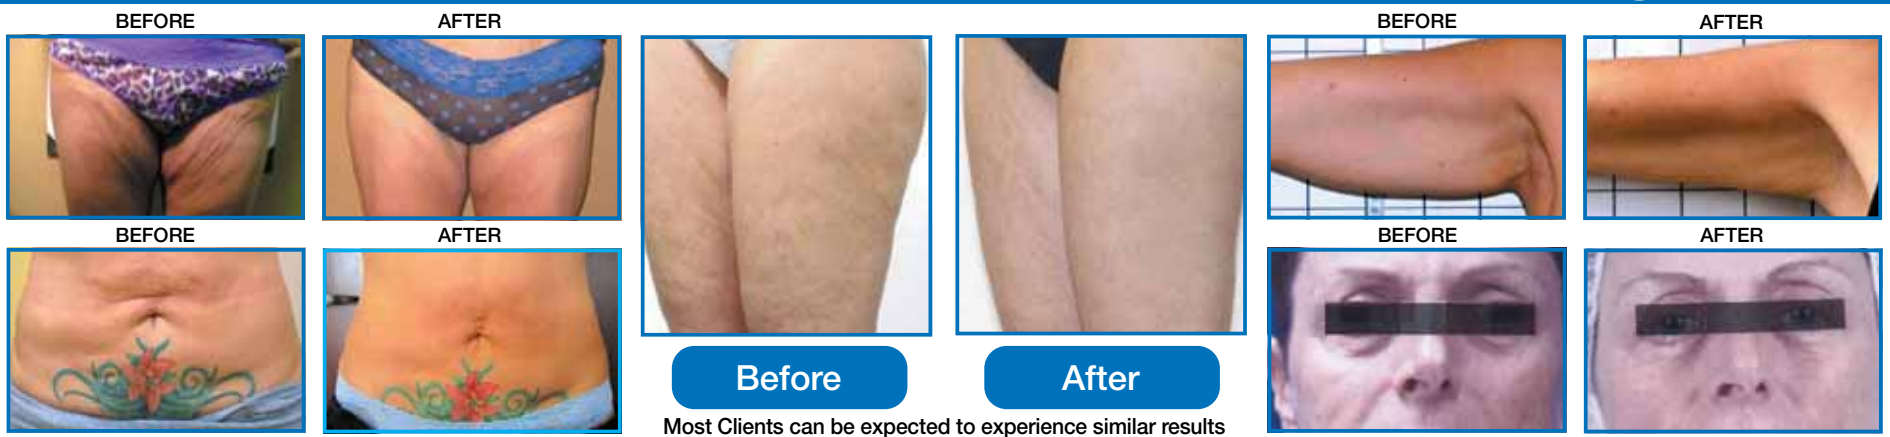 BEFORE
AFTER
BEFORE
AFTER
BEFORE
AFTER
BEFORE
AFTER
Before
After
Most Clients can be expected to experience similar results